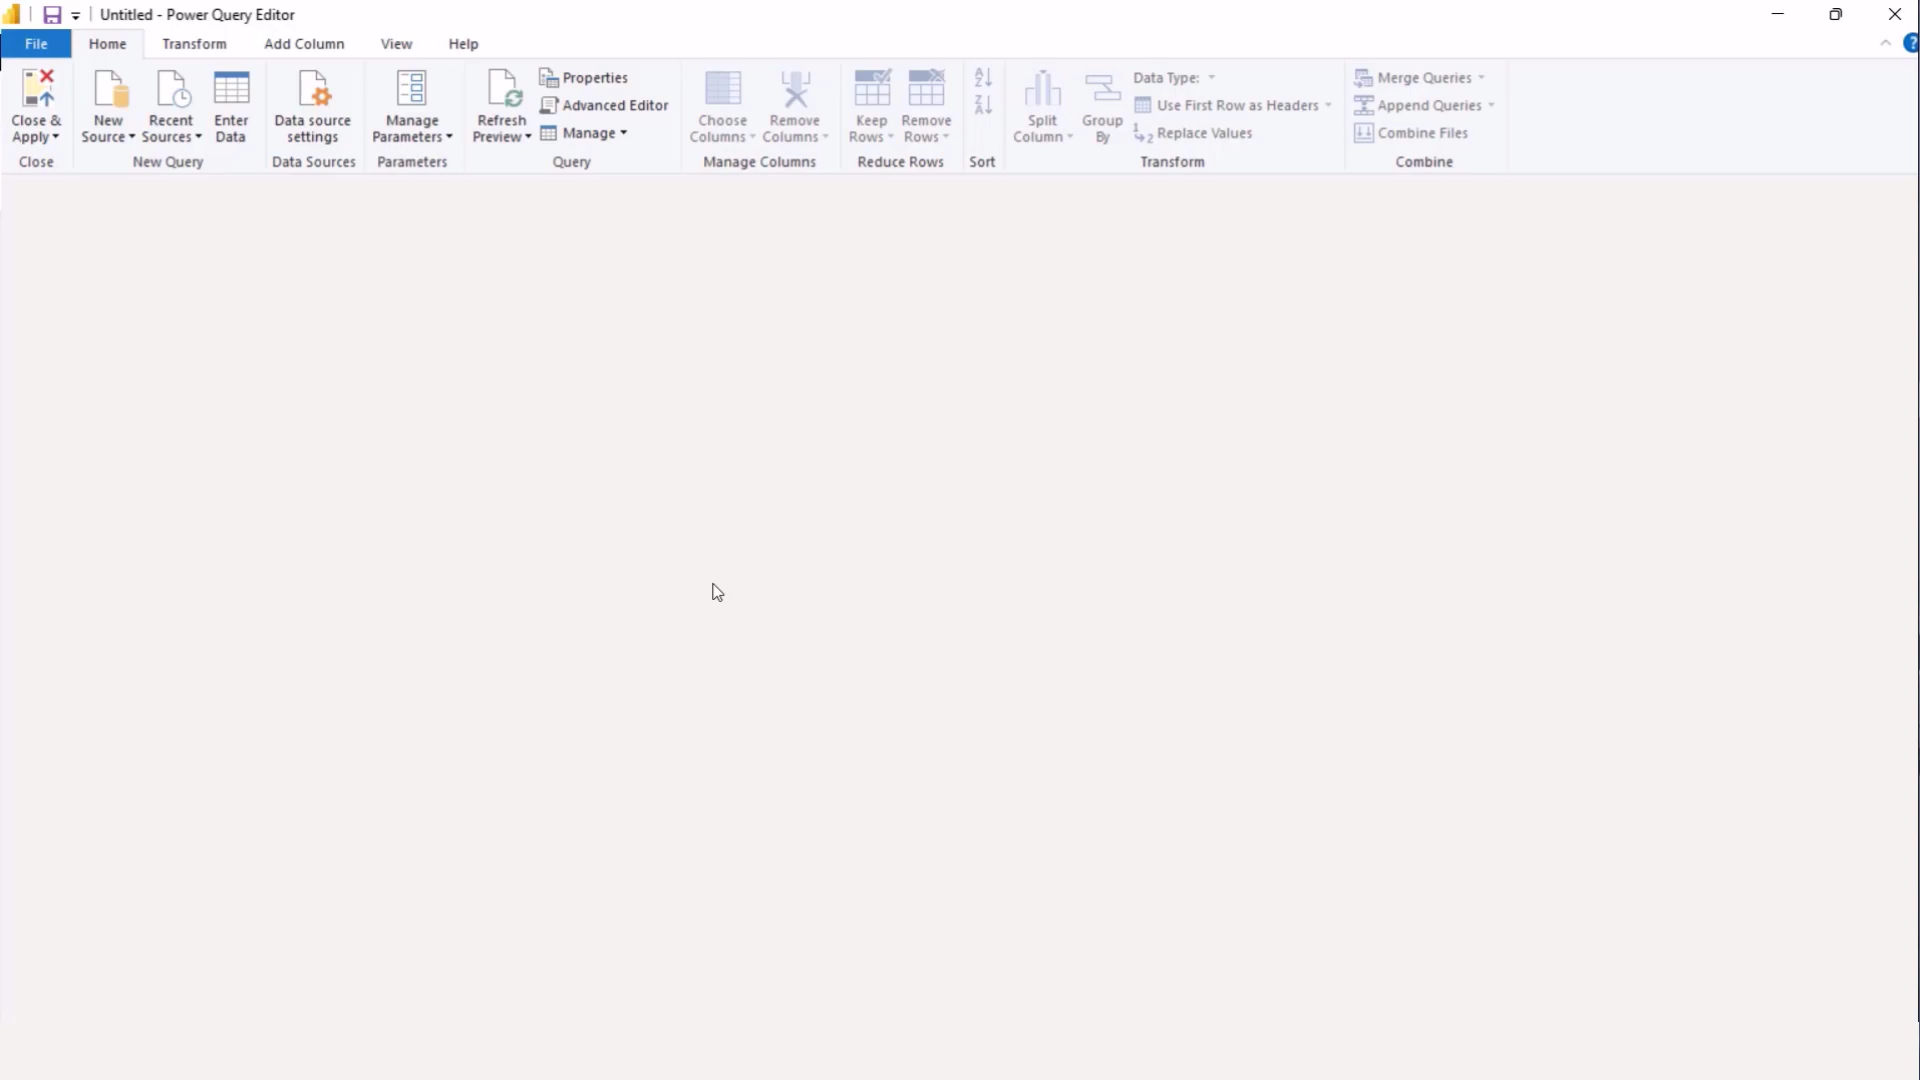 Untitled - Power Query Editor
File Home Transform Add Column View Help
?
Close & Apply
New Source
Recent Sources
Enter Data
Data source settings
Manage Parameters
Refresh Preview
Properties
Advanced Editor
Manage
Choose Columns
Remove Columns
Keep Rows
Remove Rows
A Z
Z A
Split Column
Group By
Data Type:
Use First Row as Headers
1 2 Replace Values
Merge Queries
Append Queries
Combine Files
Close New Query Data Sources Parameters Query Manage Columns Reduce Rows Sort Transform Combine